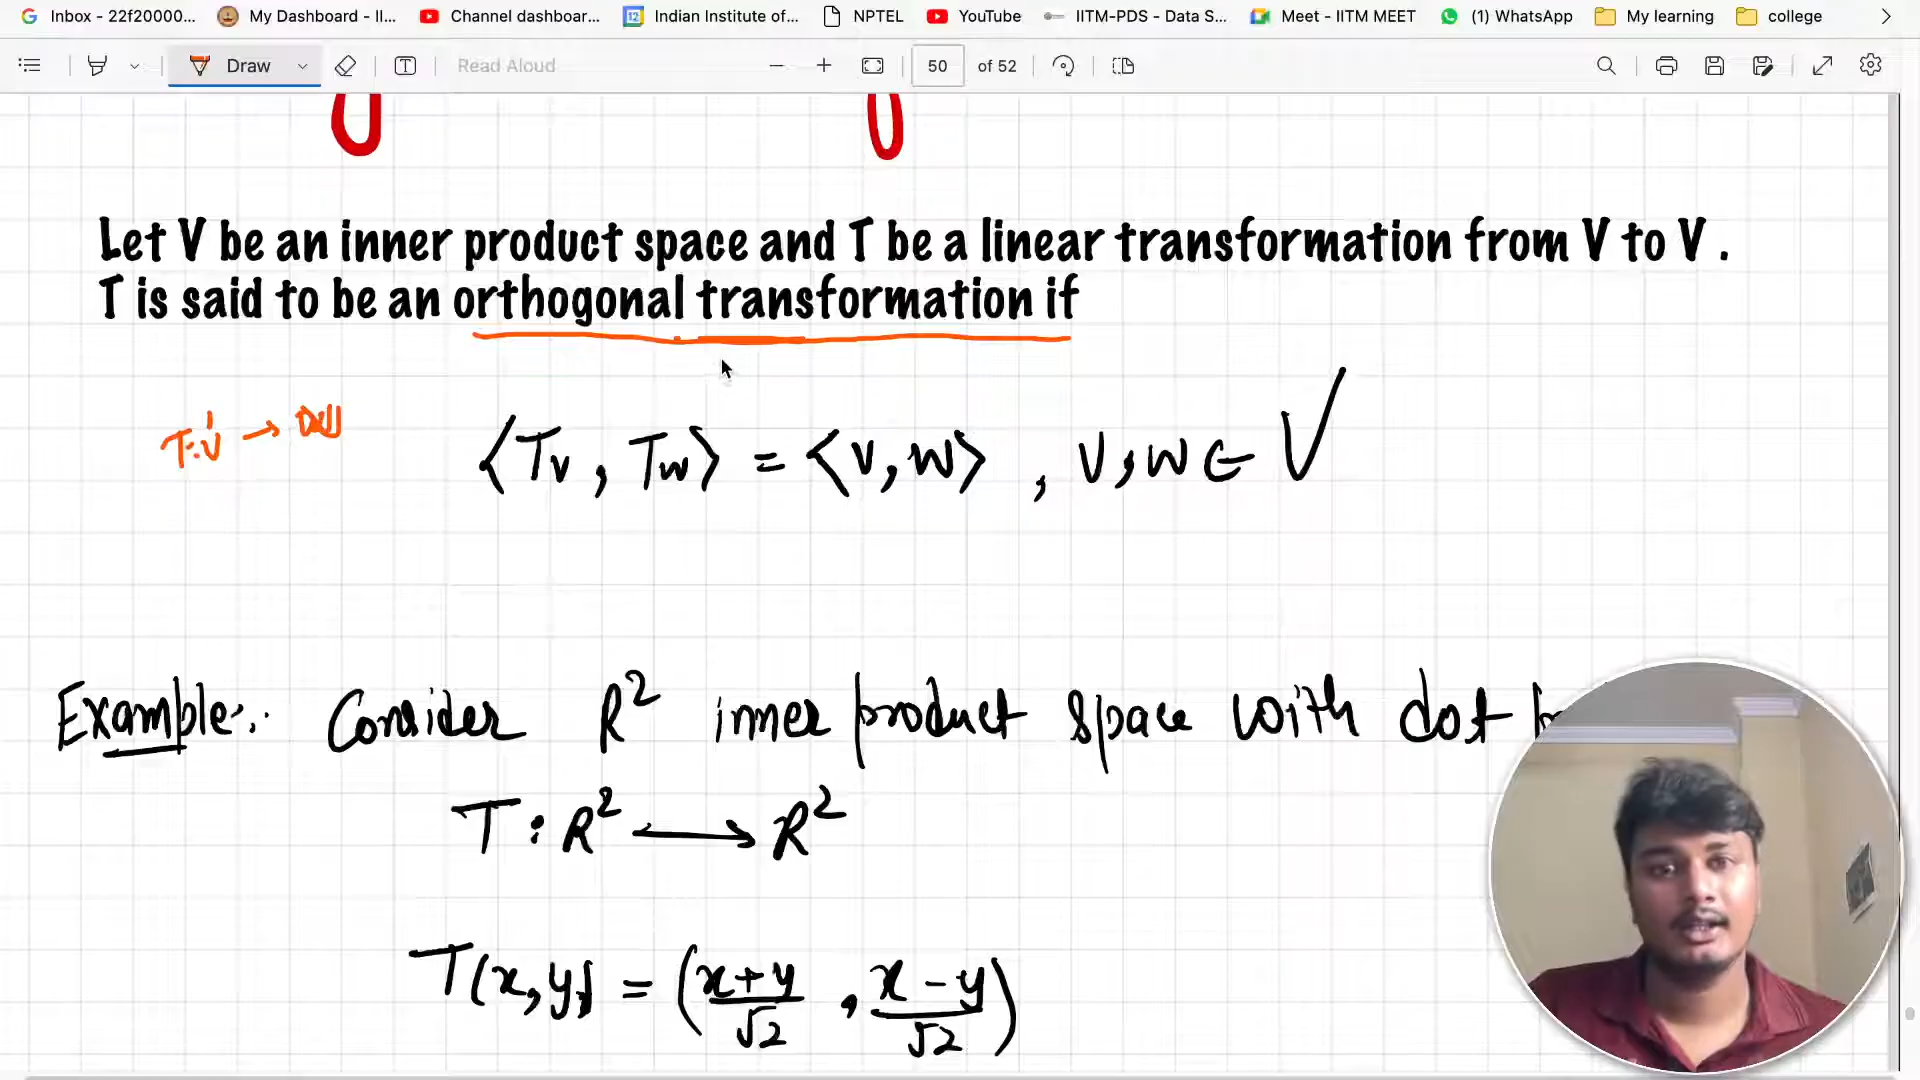 Inbox - 22f20000... My Dashboard - II... Channel dashboar... Indian Institute of... NPTEL YouTube IITM-PDS - Data S... Meet - IITM MEET (1) WhatsApp My learning college
Draw Read Aloud 50 of 52
Let V be an inner product space and T be a linear transformation from V to V .
T is said to be an orthogonal transformation if
T: V →
⟨Tv, Tw⟩ = ⟨v, w⟩ , v, w ∈ V
Example:. Consider R² inner product space with dot
T : R² ⟶ R²
T(x, y) = (x+y/√2 , x-y/√2)